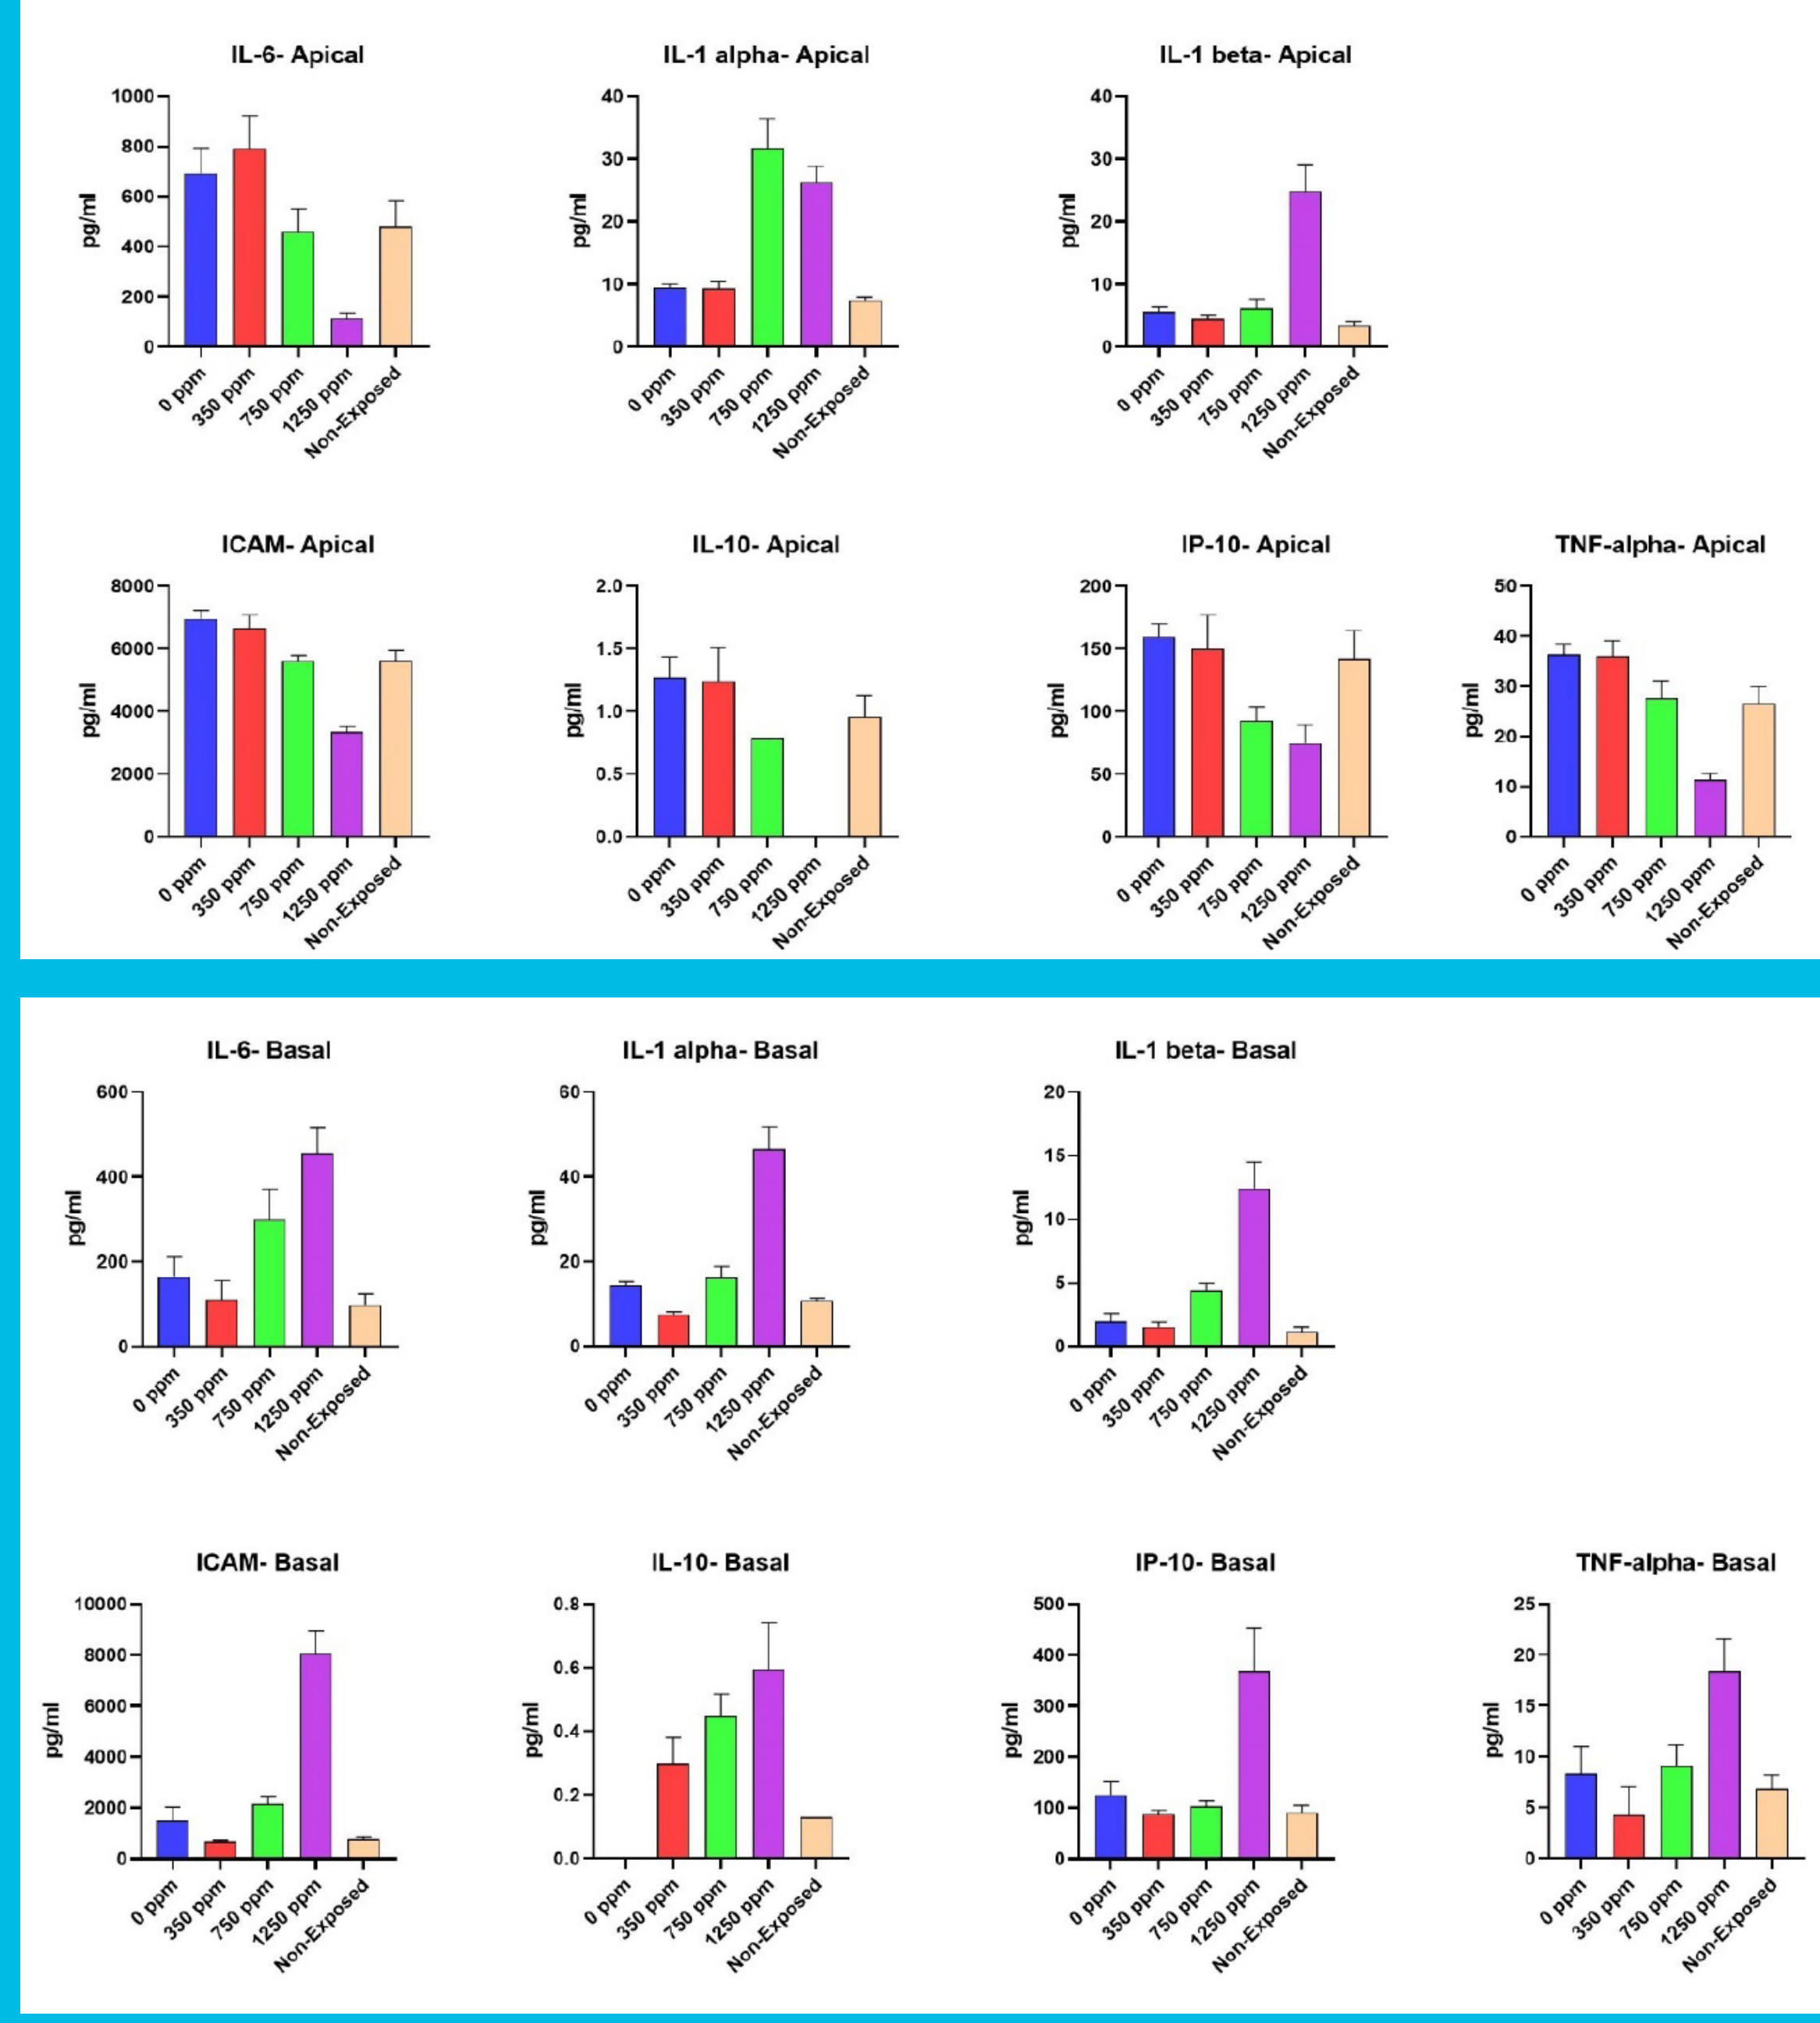 IL-6- Apical
pg/ml
1000
800
600
400
200
0
0 ppm
350 ppm
750 ppm
1250 ppm
Non-Exposed
IL-1 alpha- Apical
pg/ml
40
30
20
10
0
0 ppm
350 ppm
750 ppm
1250 ppm
Non-Exposed
IL-1 beta- Apical
pg/ml
40
30
20
10
0
0 ppm
350 ppm
750 ppm
1250 ppm
Non-Exposed
ICAM- Apical
pg/ml
8000
6000
4000
2000
0
0 ppm
350 ppm
750 ppm
1250 ppm
Non-Exposed
IL-10- Apical
pg/ml
2.0
1.5
1.0
0.5
0.0
0 ppm
350 ppm
750 ppm
1250 ppm
Non-Exposed
IP-10- Apical
pg/ml
200
150
100
50
0
0 ppm
350 ppm
750 ppm
1250 ppm
Non-Exposed
TNF-alpha- Apical
pg/ml
50
40
30
20
10
0
0 ppm
350 ppm
750 ppm
1250 ppm
Non-Exposed
IL-6- Basal
pg/ml
600
400
200
0
0 ppm
350 ppm
750 ppm
1250 ppm
Non-Exposed
IL-1 alpha- Basal
pg/ml
60
40
20
0
0 ppm
350 ppm
750 ppm
1250 ppm
Non-Exposed
IL-1 beta- Basal
pg/ml
20
15
10
5
0
0 ppm
350 ppm
750 ppm
1250 ppm
Non-Exposed
ICAM- Basal
pg/ml
10000
8000
6000
4000
2000
0
0 ppm
350 ppm
750 ppm
1250 ppm
Non-Exposed
IL-10- Basal
pg/ml
0.8
0.6
0.4
0.2
0.0
0 ppm
350 ppm
750 ppm
1250 ppm
Non-Exposed
IP-10- Basal
pg/ml
500
400
300
200
100
0
0 ppm
350 ppm
750 ppm
1250 ppm
Non-Exposed
TNF-alpha- Basal
pg/ml
25
20
15
10
5
0
0 ppm
350 ppm
750 ppm
1250 ppm
Non-Exposed